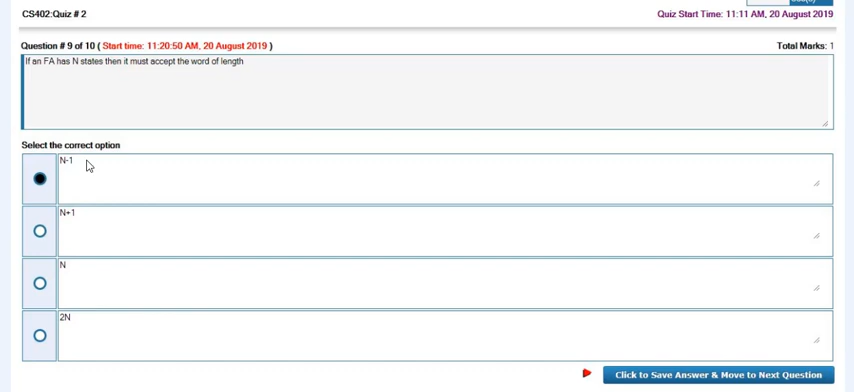 CS402:Quiz # 2
Quiz Start Time: 11:11 AM, 20 August 2019
Question # 9 of 10 ( Start time: 11:20:50 AM, 20 August 2019 )
Total Marks: 1
If an FA has N states then it must accept the word of length
Select the correct option
N-1
N+1
N
2N
Click to Save Answer & Move to Next Question